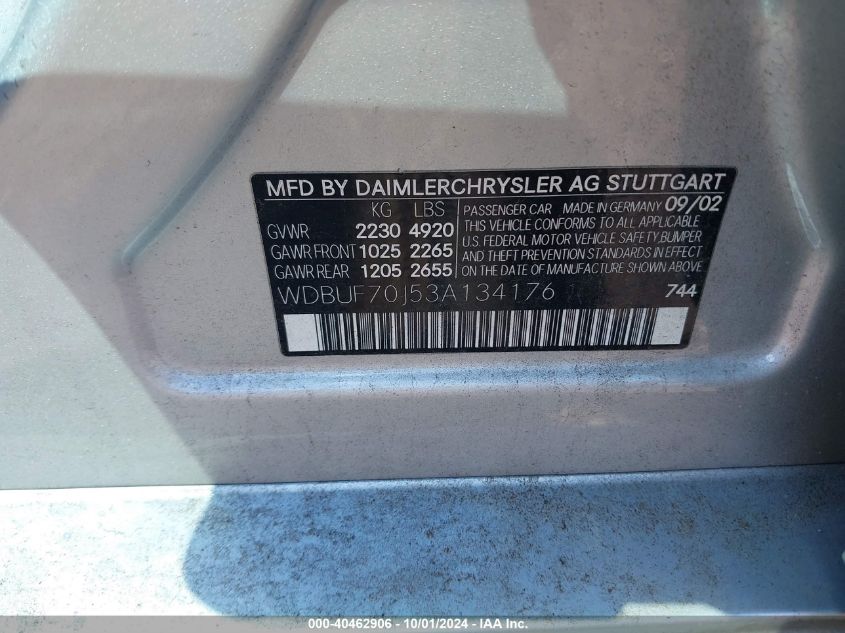 MFD BY DAIMLERCHRYSLER AG STUTTGART
KG LBS
GVWR 2230 4920
GAWR FRONT 1025 2265
GAWR REAR 1205 2655
PASSENGER CAR MADE IN GERMANY 09/02
THIS VEHICLE CONFORMS TO ALL APPLICABLE
U.S. FEDERAL MOTOR VEHICLE SAFETY, BUMPER
AND THEFT PREVENTION STANDARDS IN EFFECT
ON THE DATE OF MANUFACTURE SHOWN ABOVE
WDBUF70J53A134176 744
000-40462906 - 10/01/2024 - IAA Inc.